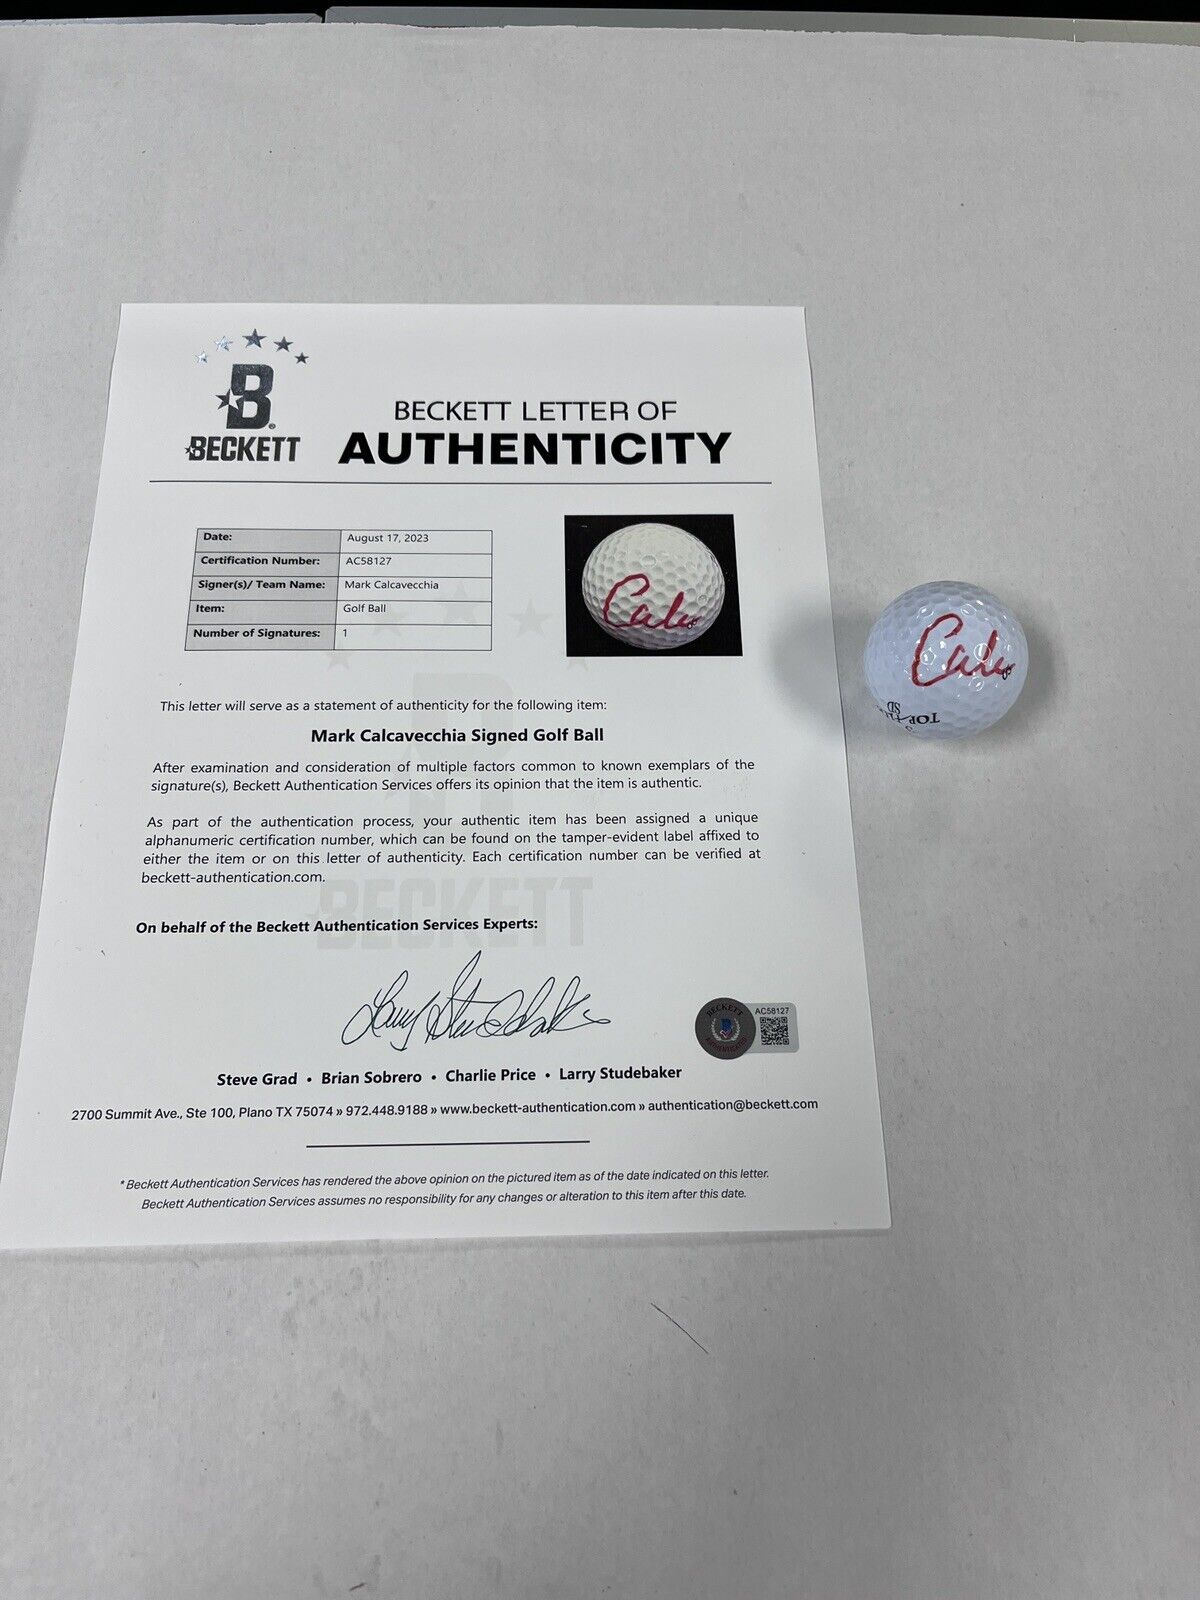 BECKETT
BECKETT LETTER OF
AUTHENTICITY
Date: August 17, 2023
Certification Number: AC58127
Signer(s)/ Team Name: Mark Calcavecchia
Item: Golf Ball
Number of Signatures: 1
Calc
Calc
TOP
SD
This letter will serve as a statement of authenticity for the following item:
Mark Calcavecchia Signed Golf Ball
After examination and consideration of multiple factors common to known exemplars of the
signature(s), Beckett Authentication Services offers its opinion that the item is authentic.
As part of the authentication process, your authentic item has been assigned a unique
alphanumeric certification number, which can be found on the tamper-evident label affixed to
either the item or on this letter of authenticity. Each certification number can be verified at
beckett-authentication.com.
BECKETT
On behalf of the Beckett Authentication Services Experts:
Larry Studebaker
BECKETT
AUTHENTICATED
AC58127
Steve Grad • Brian Sobrero • Charlie Price • Larry Studebaker
2700 Summit Ave., Ste 100, Plano TX 75074 » 972.448.9188 » www.beckett-authentication.com » authentication@beckett.com
*Beckett Authentication Services has rendered the above opinion on the pictured item as of the date indicated on this letter.
Beckett Authentication Services assumes no responsibility for any changes or alteration to this item after this date.